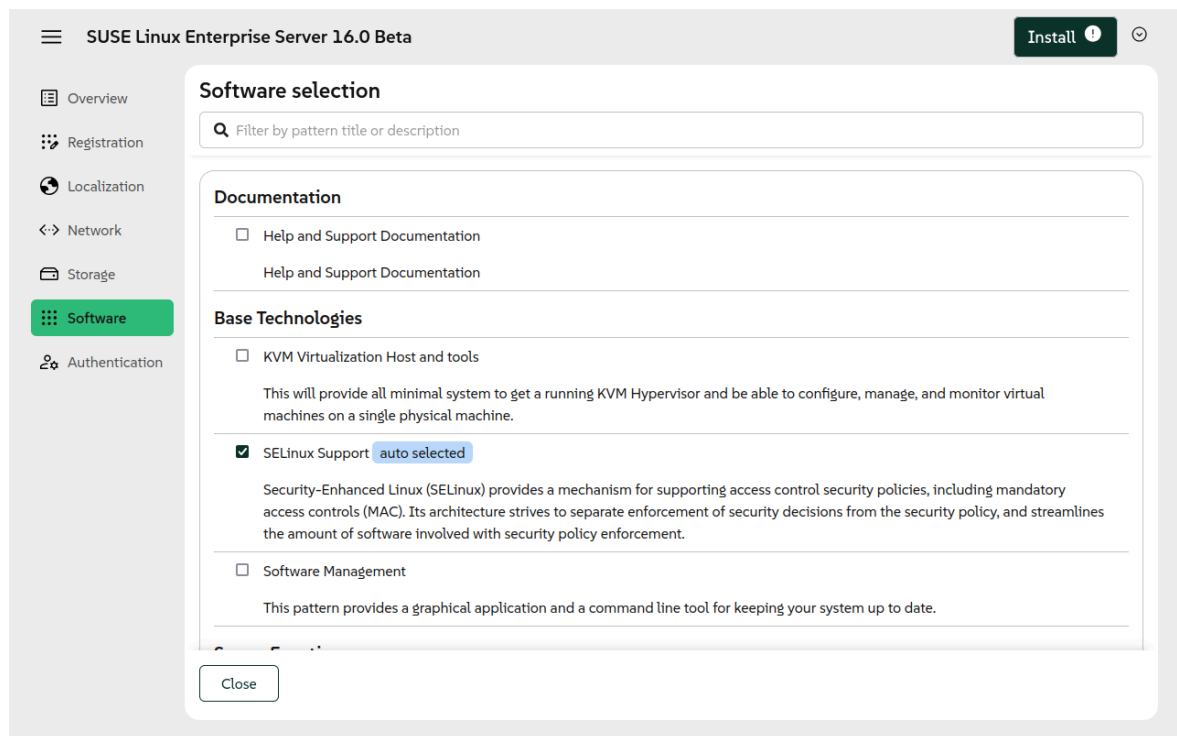 SUSE Linux Enterprise Server 16.0 Beta
Install
Overview
Registration
Localization
Network
Storage
Software
Authentication
Software selection
Filter by pattern title or description
Documentation
Help and Support Documentation
Help and Support Documentation
Base Technologies
KVM Virtualization Host and tools
This will provide all minimal system to get a running KVM Hypervisor and be able to configure, manage, and monitor virtual
machines on a single physical machine.
SELinux Support auto selected
Security-Enhanced Linux (SELinux) provides a mechanism for supporting access control security policies, including mandatory
access controls (MAC). Its architecture strives to separate enforcement of security decisions from the security policy, and streamlines
the amount of software involved with security policy enforcement.
Software Management
This pattern provides a graphical application and a command line tool for keeping your system up to date.
Close